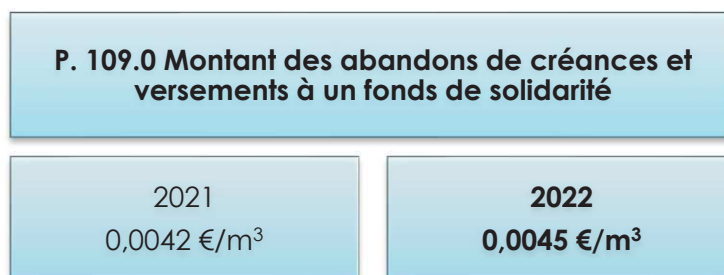 P. 109.0 Montant des abandons de créances et
versements à un fonds de solidarité
2021
0,0042 €/m³
2022
0,0045 €/m³